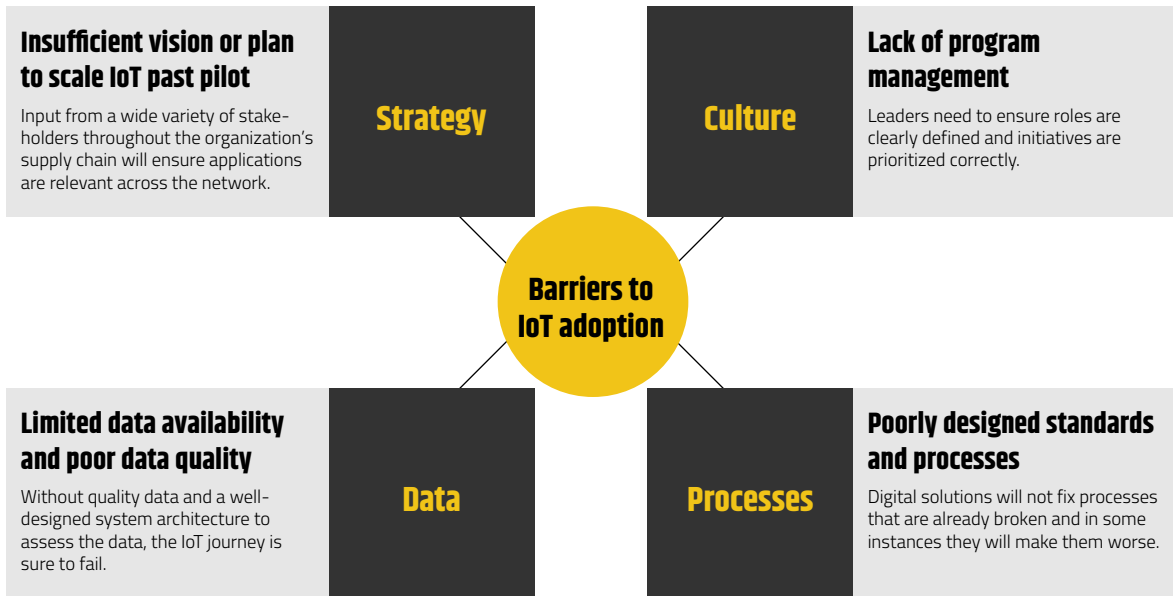 Insufficient vision or plan
to scale IoT past pilot
Input from a wide variety of stake-
holders throughout the organization's
supply chain will ensure applications
are relevant across the network.
Strategy
Culture
Lack of program
management
Leaders need to ensure roles are
clearly defined and initiatives are
prioritized correctly.
Barriers to
IoT adoption
Limited data availability
and poor data quality
Without quality data and a well-
designed system architecture to
assess the data, the IoT journey is
sure to fail.
Data
Processes
Poorly designed standards
and processes
Digital solutions will not fix processes
that are already broken and in some
instances they will make them worse.